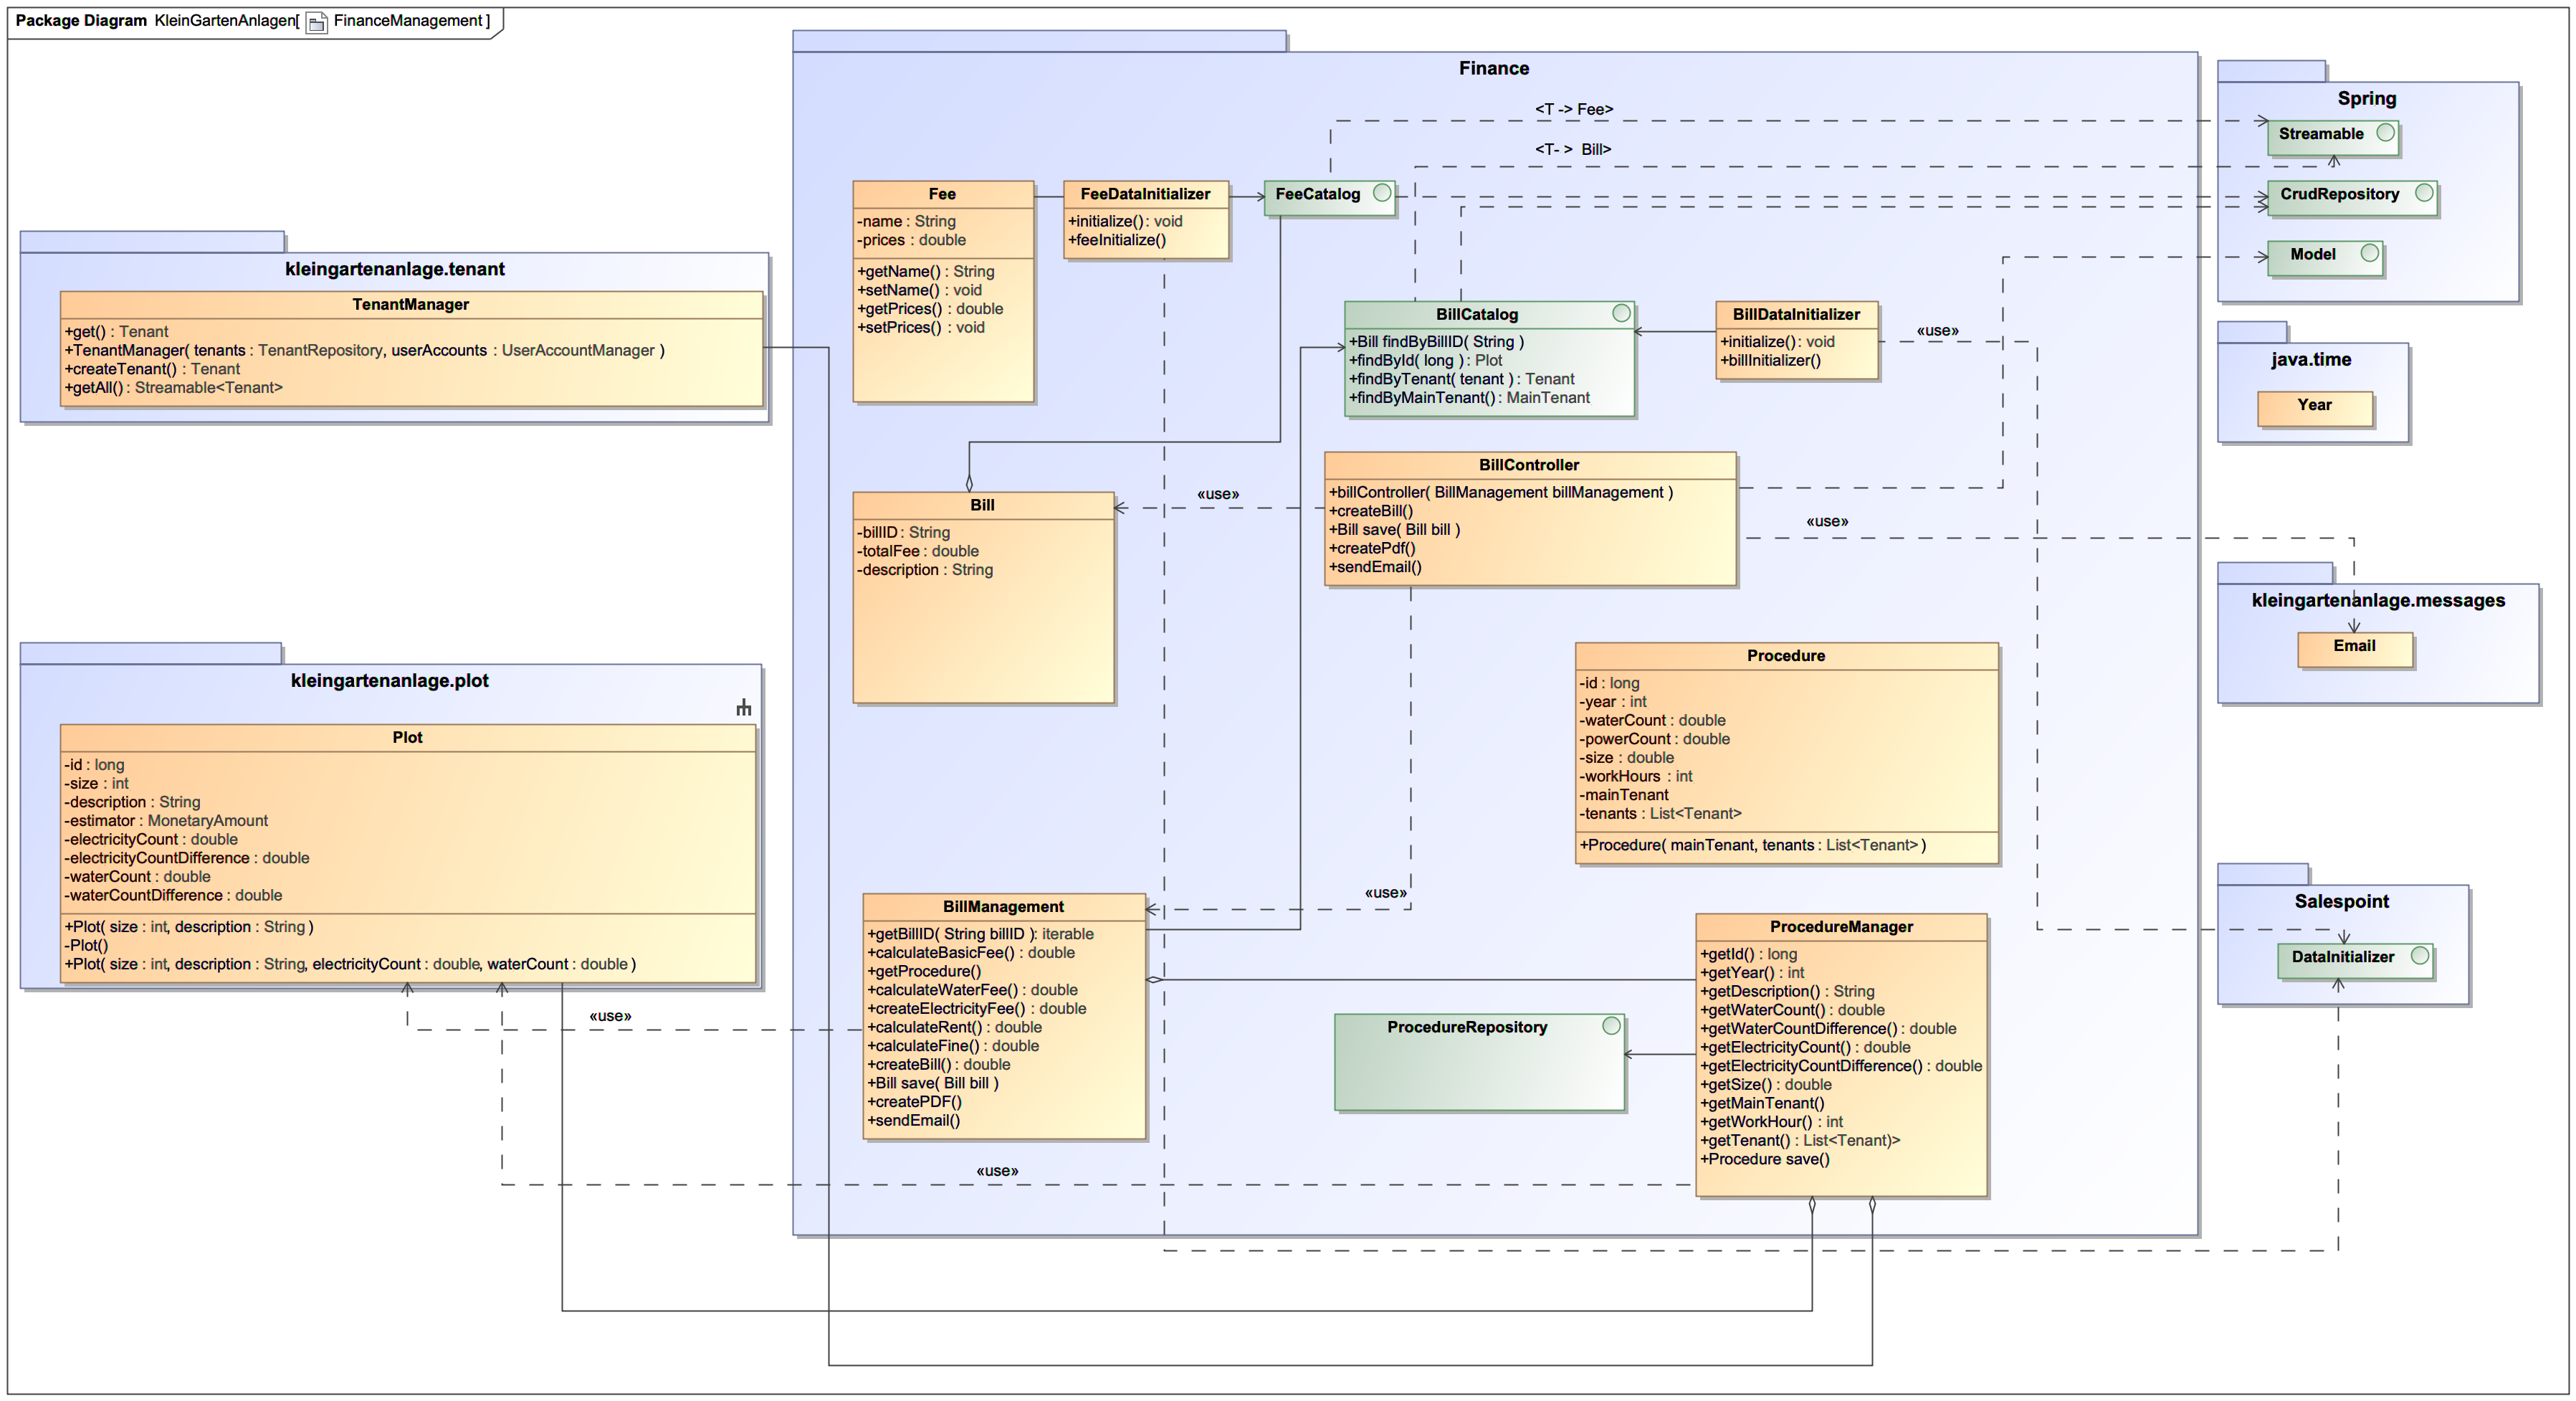 Package Diagram KleinGartenAnlagen[ FinanceManagement ]
Finance
<T -> Fee>
<T- > Bill>
Fee
-name : String
-prices : double
+getName() : String
+setName() : void
+getPrices() : double
+setPrices() : void
FeeDataInitializer
+initialize() : void
+feeInitialize()
FeeCatalog
BillCatalog
+Bill findByBillID( String )
+findById( long ) : Plot
+findByTenant( tenant ) : Tenant
+findByMainTenant() : MainTenant
BillDataInitializer
+initialize() : void
+billInitializer()
«use»
Spring
Streamable
CrudRepository
Model
java.time
Year
kleingartenanlage.tenant
TenantManager
+get() : Tenant
+TenantManager( tenants : TenantRepository, userAccounts : UserAccountManager )
+createTenant() : Tenant
+getAll() : Streamable<Tenant>
Bill
-billID : String
-totalFee : double
-description : String
«use»
BillController
+billController( BillManagement billManagement )
+createBill()
+Bill save( Bill bill )
+createPdf()
+sendEmail()
«use»
kleingartenanlage.messages
Email
Procedure
-id : long
-year : int
-waterCount : double
-powerCount : double
-size : double
-workHours : int
-mainTenant
-tenants : List<Tenant>
+Procedure( mainTenant, tenants : List<Tenant> )
kleingartenanlage.plot
Plot
-id : long
-size : int
-description : String
-estimator : MonetaryAmount
-electricityCount : double
-electricityCountDifference : double
-waterCount : double
-waterCountDifference : double
+Plot( size : int, description : String )
-Plot()
+Plot( size : int, description : String, electricityCount : double, waterCount : double )
«use»
«use»
BillManagement
+getBillID( String billID ): iterable
+calculateBasicFee() : double
+getProcedure()
+calculateWaterFee() : double
+createElectricityFee() : double
+calculateRent() : double
+calculateFine() : double
+createBill() : double
+Bill save( Bill bill )
+createPDF()
+sendEmail()
«use»
ProcedureRepository
ProcedureManager
+getId() : long
+getYear() : int
+getDescription() : String
+getWaterCount() : double
+getWaterCountDifference() : double
+getElectricityCount() : double
+getElectricityCountDifference() : double
+getSize() : double
+getMainTenant()
+getWorkHour() : int
+getTenant() : List<Tenant)>
+Procedure save()
Salespoint
DataInitializer